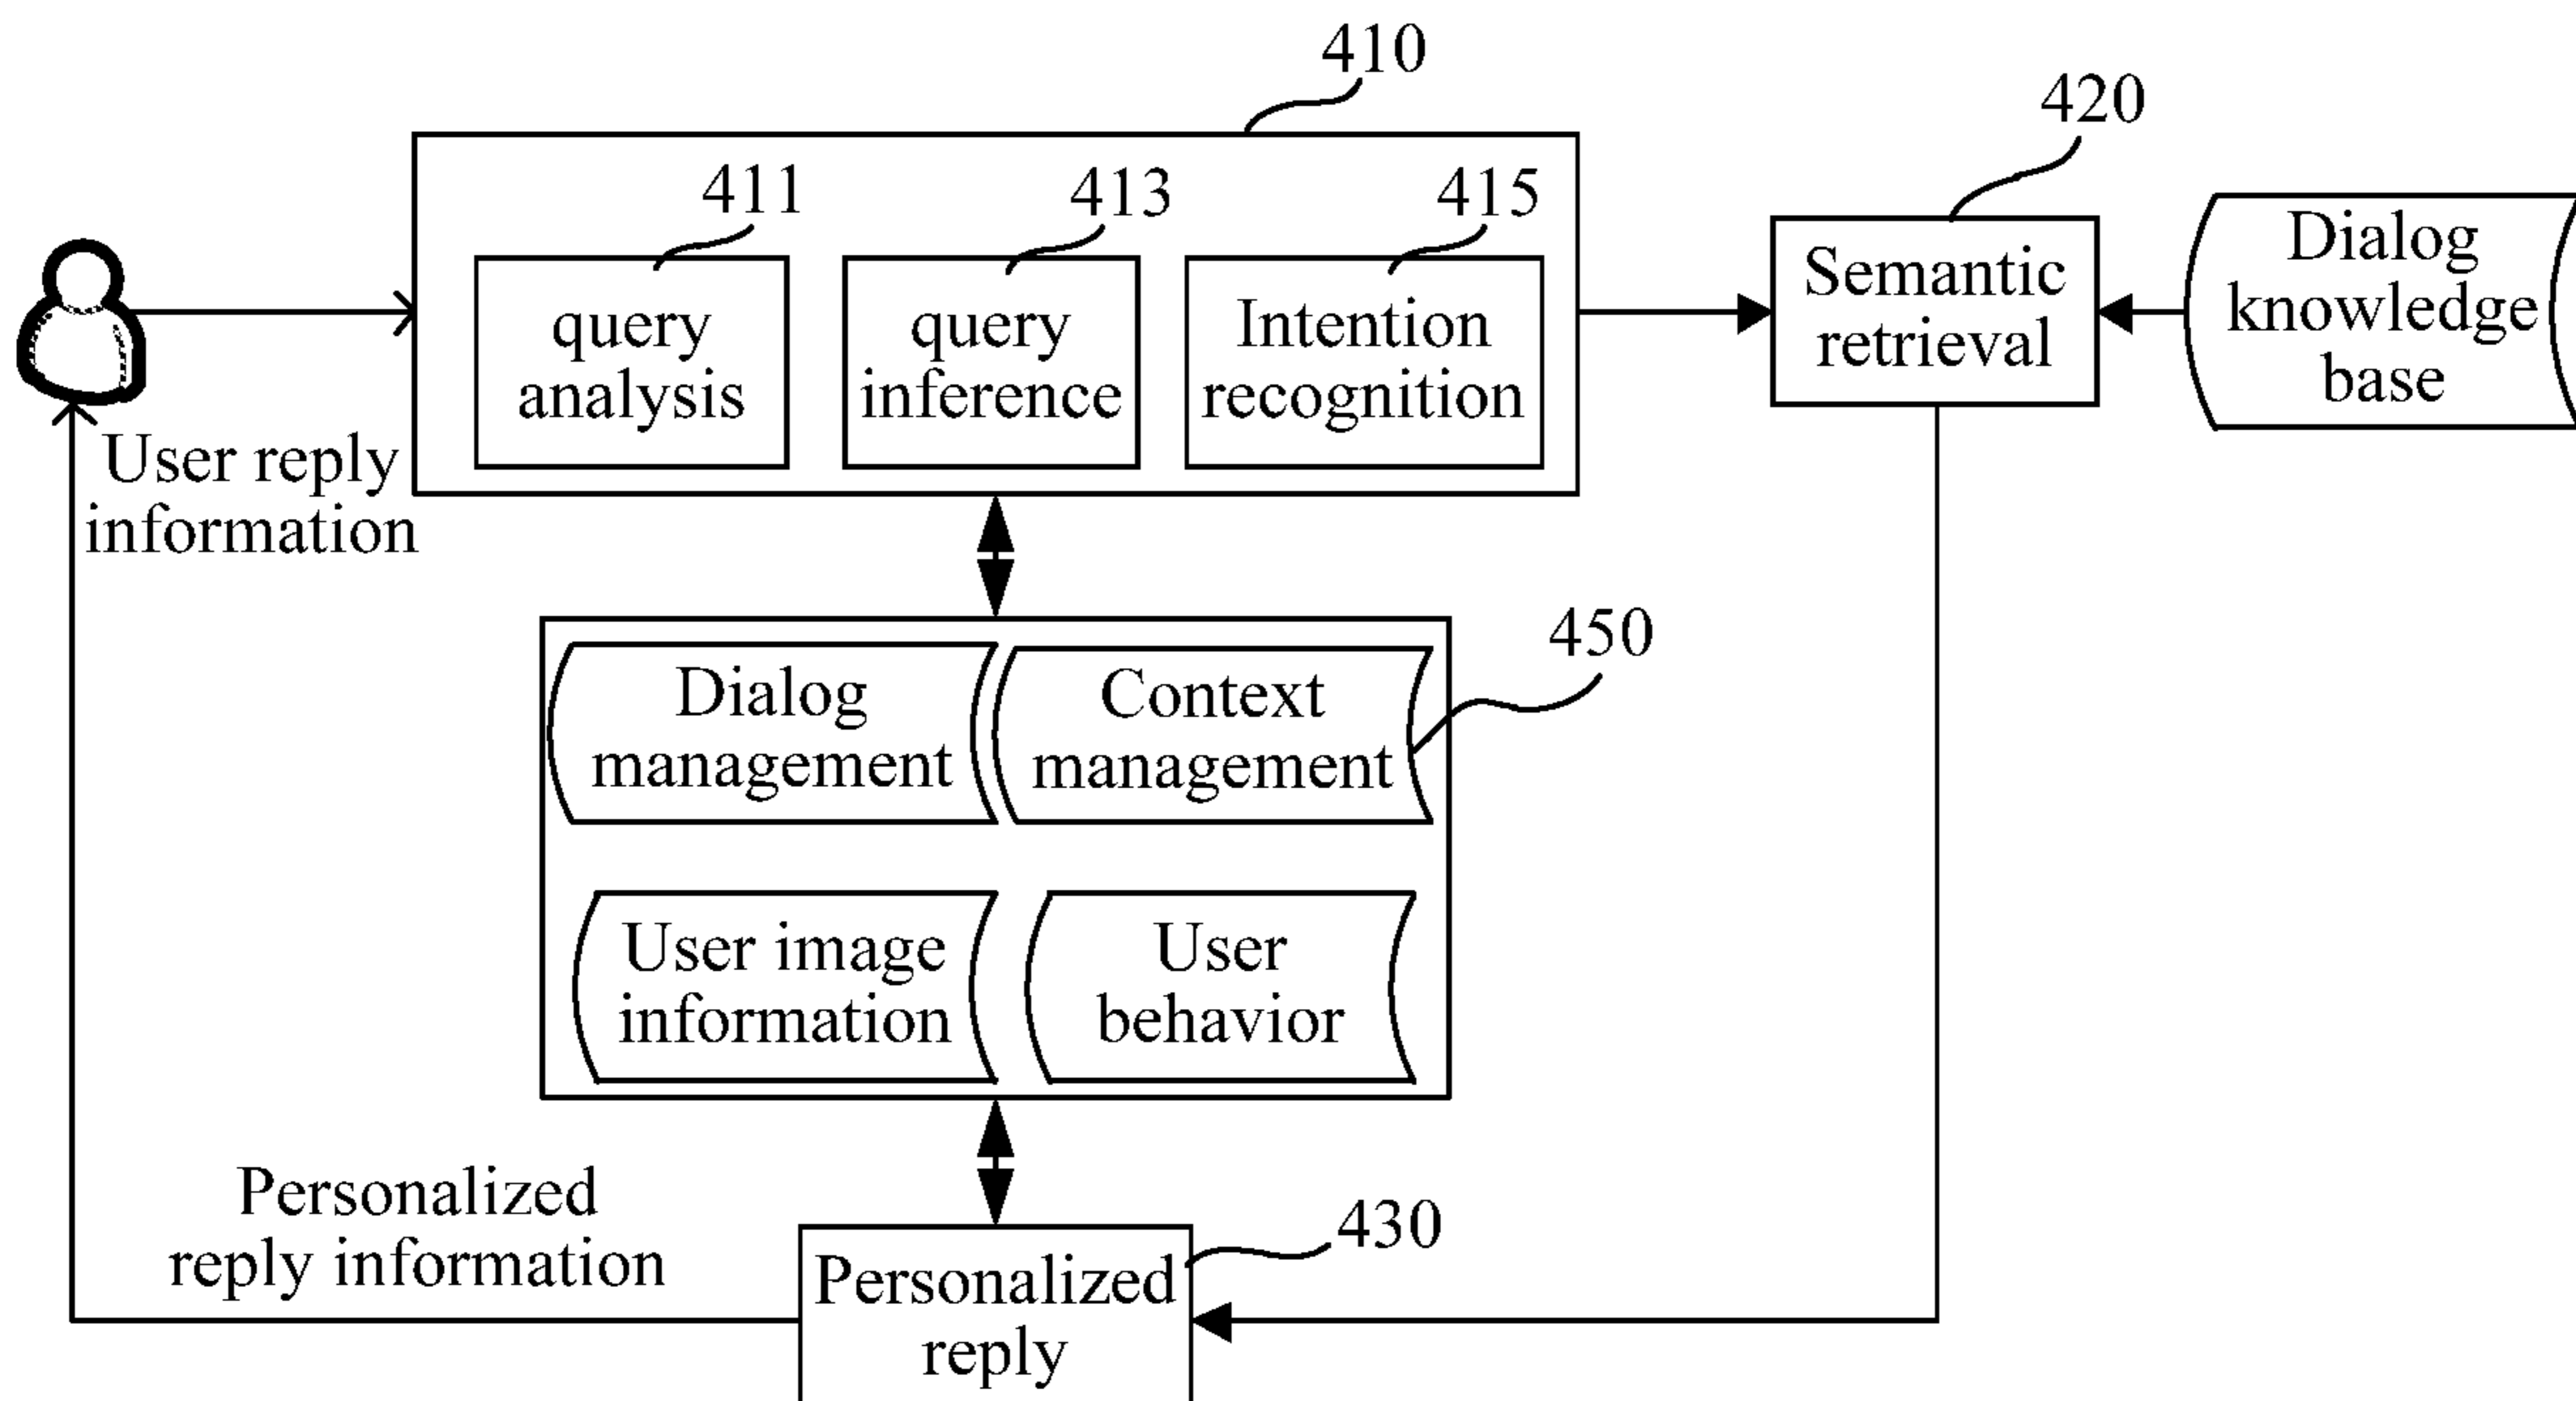 410
420
411
413
415
query
analysis
query
inference
Intention
recognition
Semantic
retrieval
Dialog
knowledge
base
User reply
information
450
Dialog
management
Context
management
User image
information
User
behavior
Personalized
reply information
430
Personalized
reply